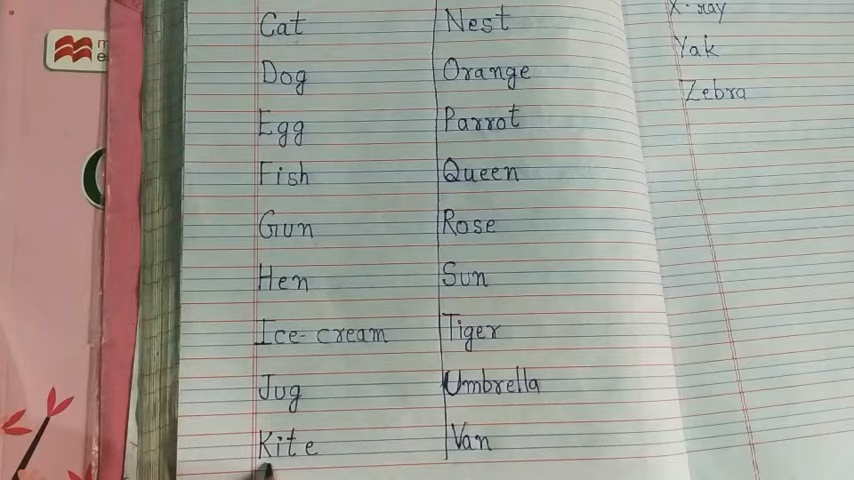 Cat
Dog
Egg
Fish
Gun
Hen
Ice-cream
Jug
Kite
Nest
Orange
Parrot
Queen
Rose
Sun
Tiger
Umbrella
Van
X-ray
Yak
Zebra